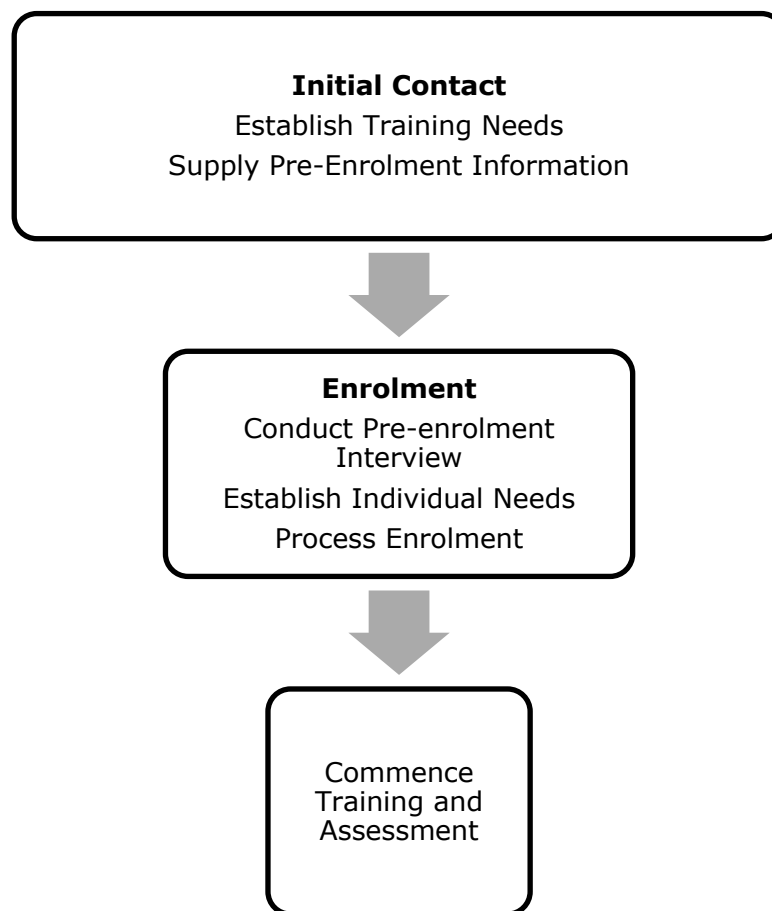 Initial Contact
Establish Training Needs
Supply Pre-Enrolment Information
Enrolment
Conduct Pre-enrolment
Interview
Establish Individual Needs
Process Enrolment
Commence
Training and
Assessment